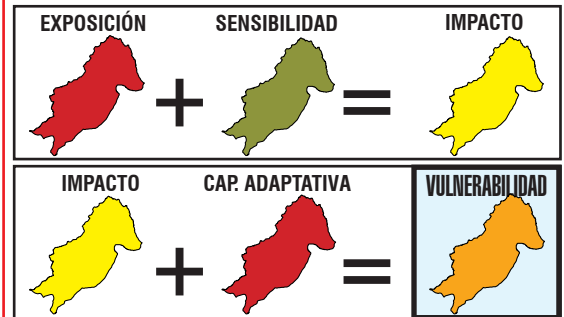 EXPOSICIÓN SENSIBILIDAD IMPACTO
+ =
IMPACTO CAP. ADAPTATIVA VULNERABILIDAD
+ =